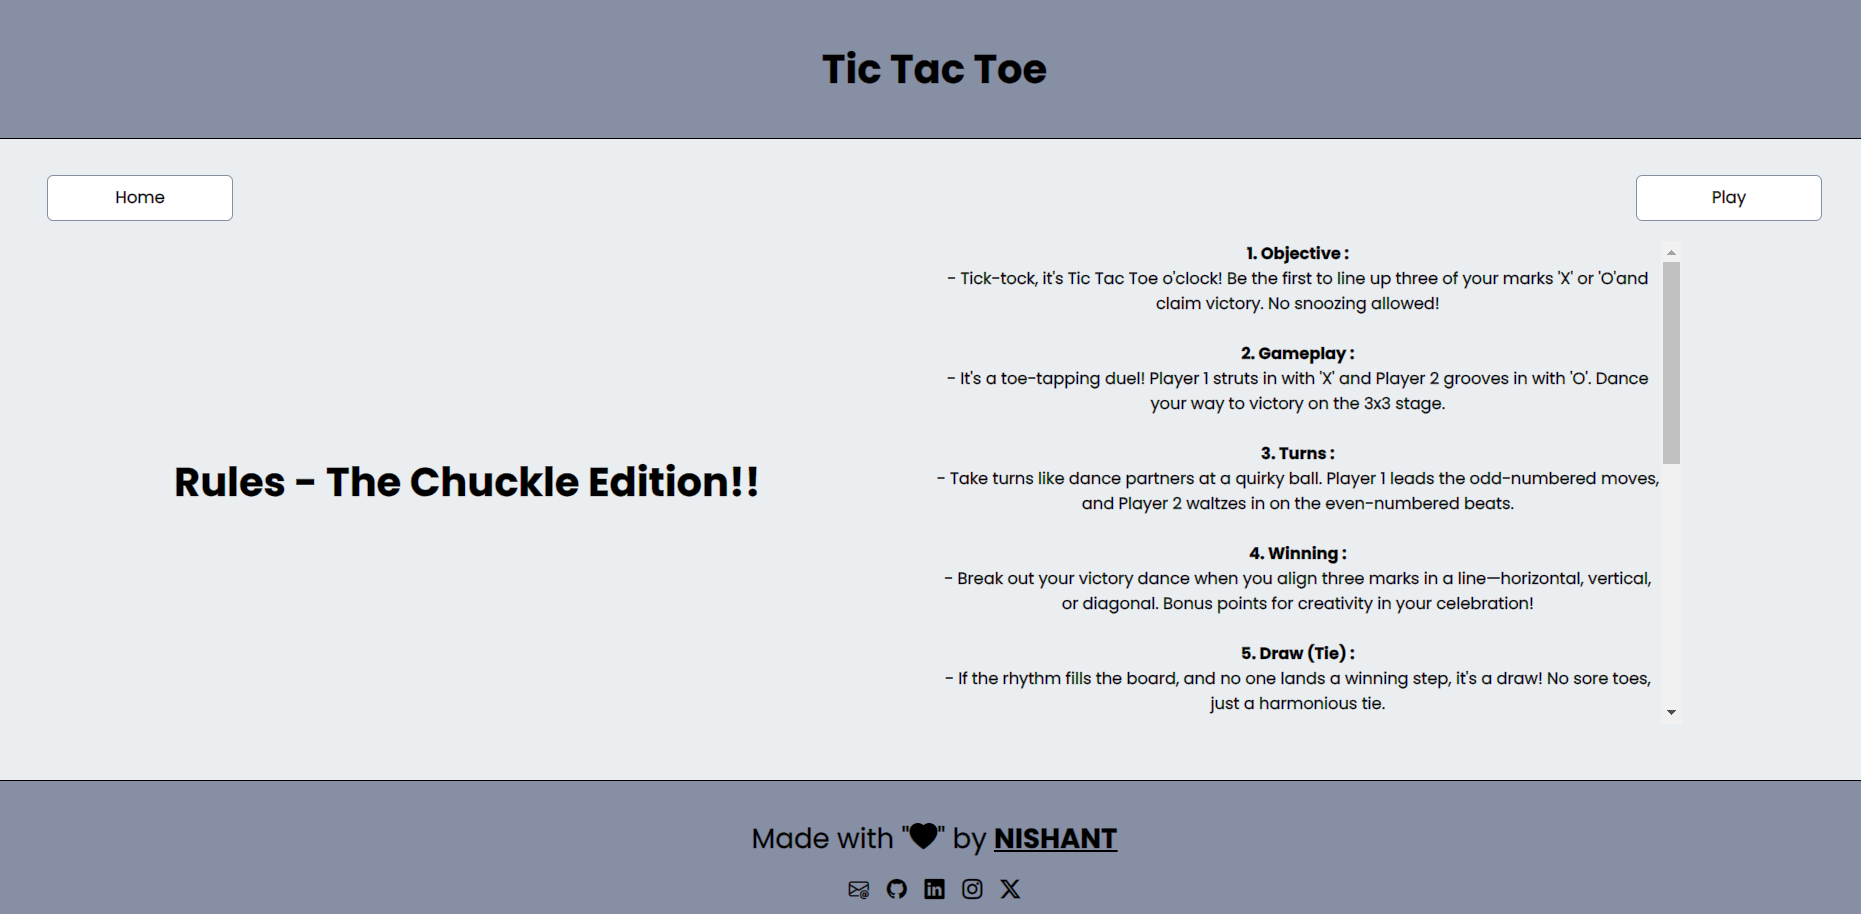 Tic Tac Toe
Home
Play
Rules - The Chuckle Edition!!
1. Objective :
- Tick-tock, it's Tic Tac Toe o'clock! Be the first to line up three of your marks 'X' or 'O'and
claim victory. No snoozing allowed!
2. Gameplay :
- It's a toe-tapping duel! Player 1 struts in with 'X' and Player 2 grooves in with 'O'. Dance
your way to victory on the 3x3 stage.
3. Turns :
- Take turns like dance partners at a quirky ball. Player 1 leads the odd-numbered moves,
and Player 2 waltzes in on the even-numbered beats.
4. Winning :
- Break out your victory dance when you align three marks in a line—horizontal, vertical,
or diagonal. Bonus points for creativity in your celebration!
5. Draw (Tie) :
- If the rhythm fills the board, and no one lands a winning step, it's a draw! No sore toes,
just a harmonious tie.
Made with "♥" by NISHANT